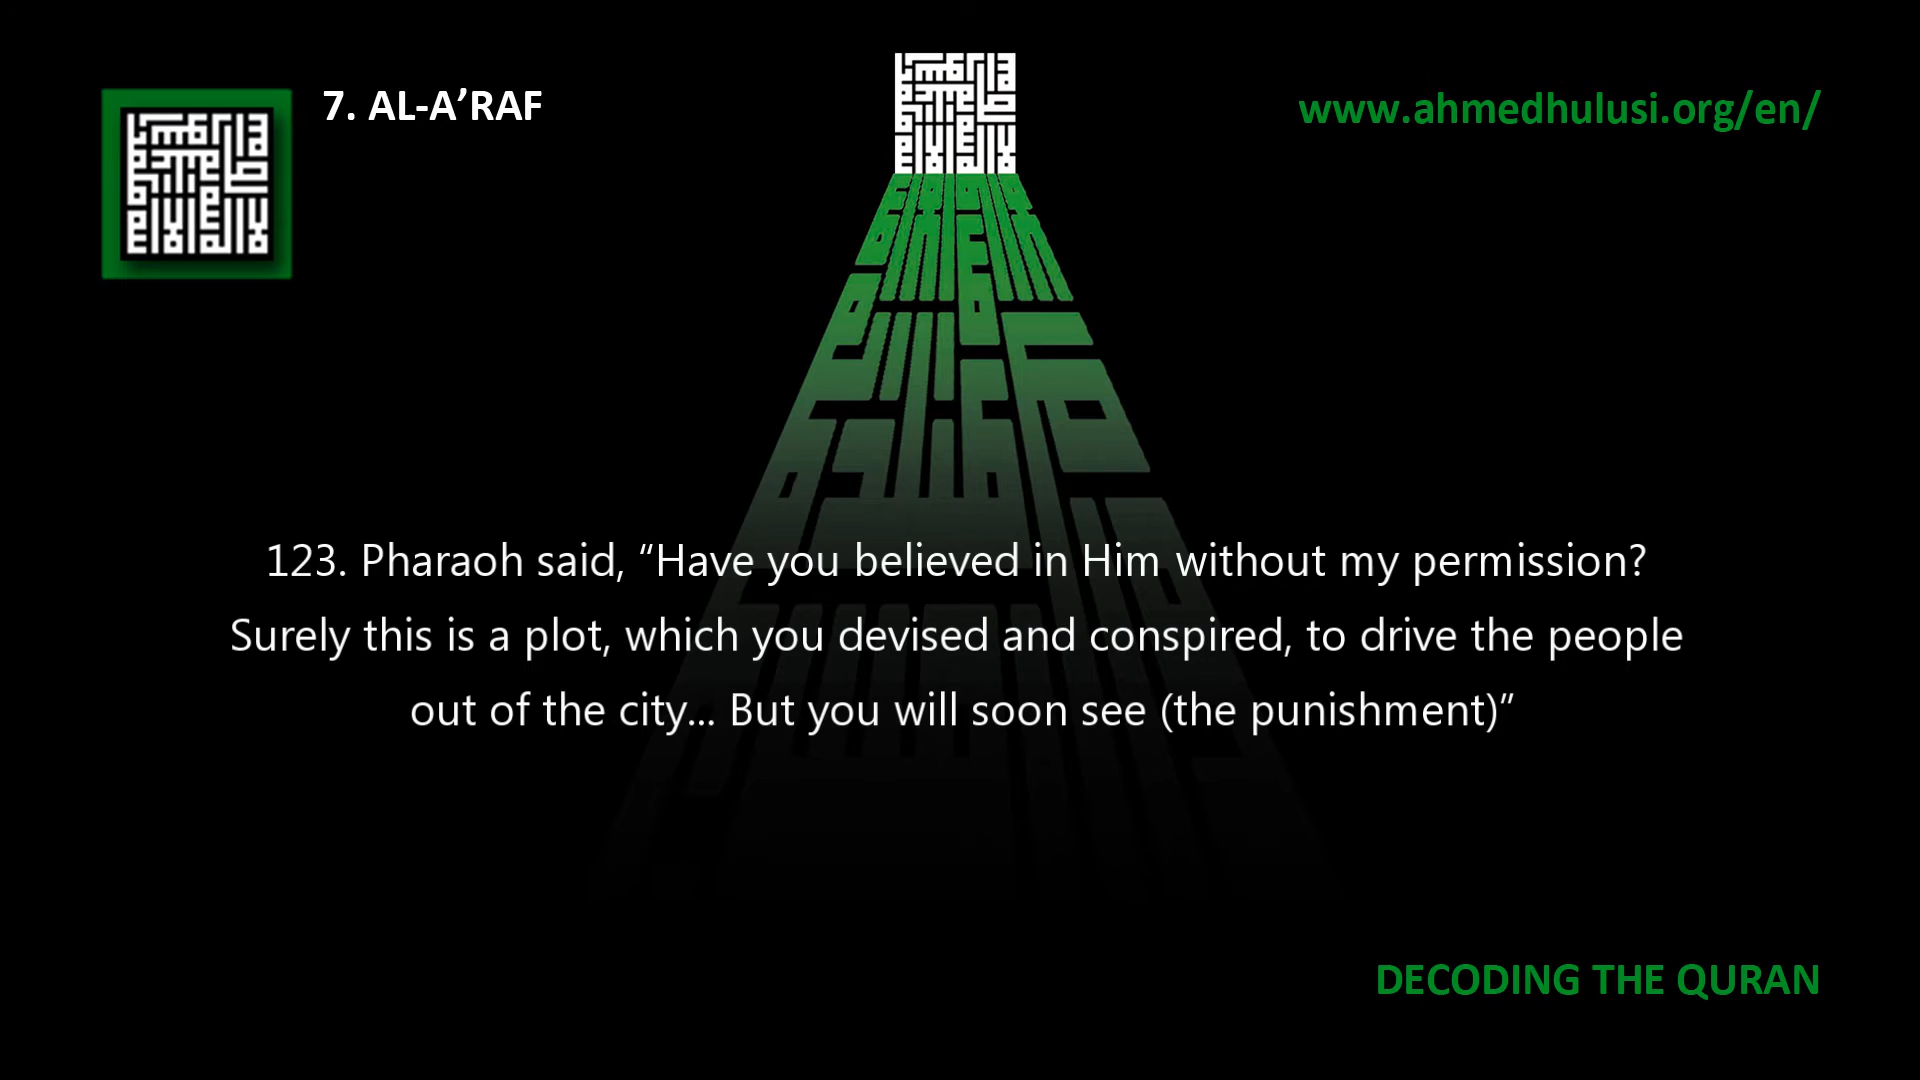 7. AL-A’RAF
www.ahmedhulusi.org/en/
123. Pharaoh said, “Have you believed in Him without my permission?
Surely this is a plot, which you devised and conspired, to drive the people
out of the city... But you will soon see (the punishment)”
DECODING THE QURAN